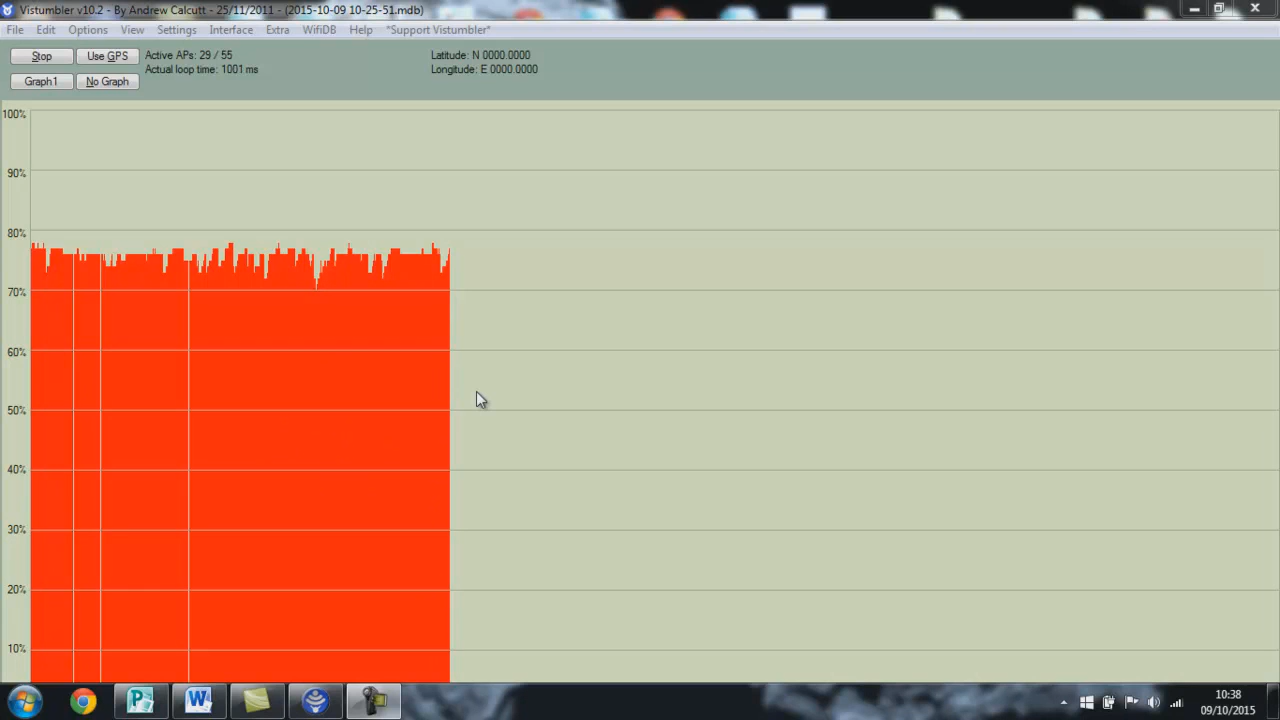 Vistumbler v10.2 - By Andrew Calcutt - 25/11/2011 - (2015-10-09 10-25-51.mdb)
File Edit Options View Settings Interface Extra WifiDB Help *Support Vistumbler*
Stop Use GPS Active APs: 29 / 55 Latitude: N 0000.0000
Actual loop time: 1001 ms Longitude: E 0000.0000
Graph1 No Graph
100%
90%
80%
70%
60%
50%
40%
30%
20%
10%
10:38
09/10/2015